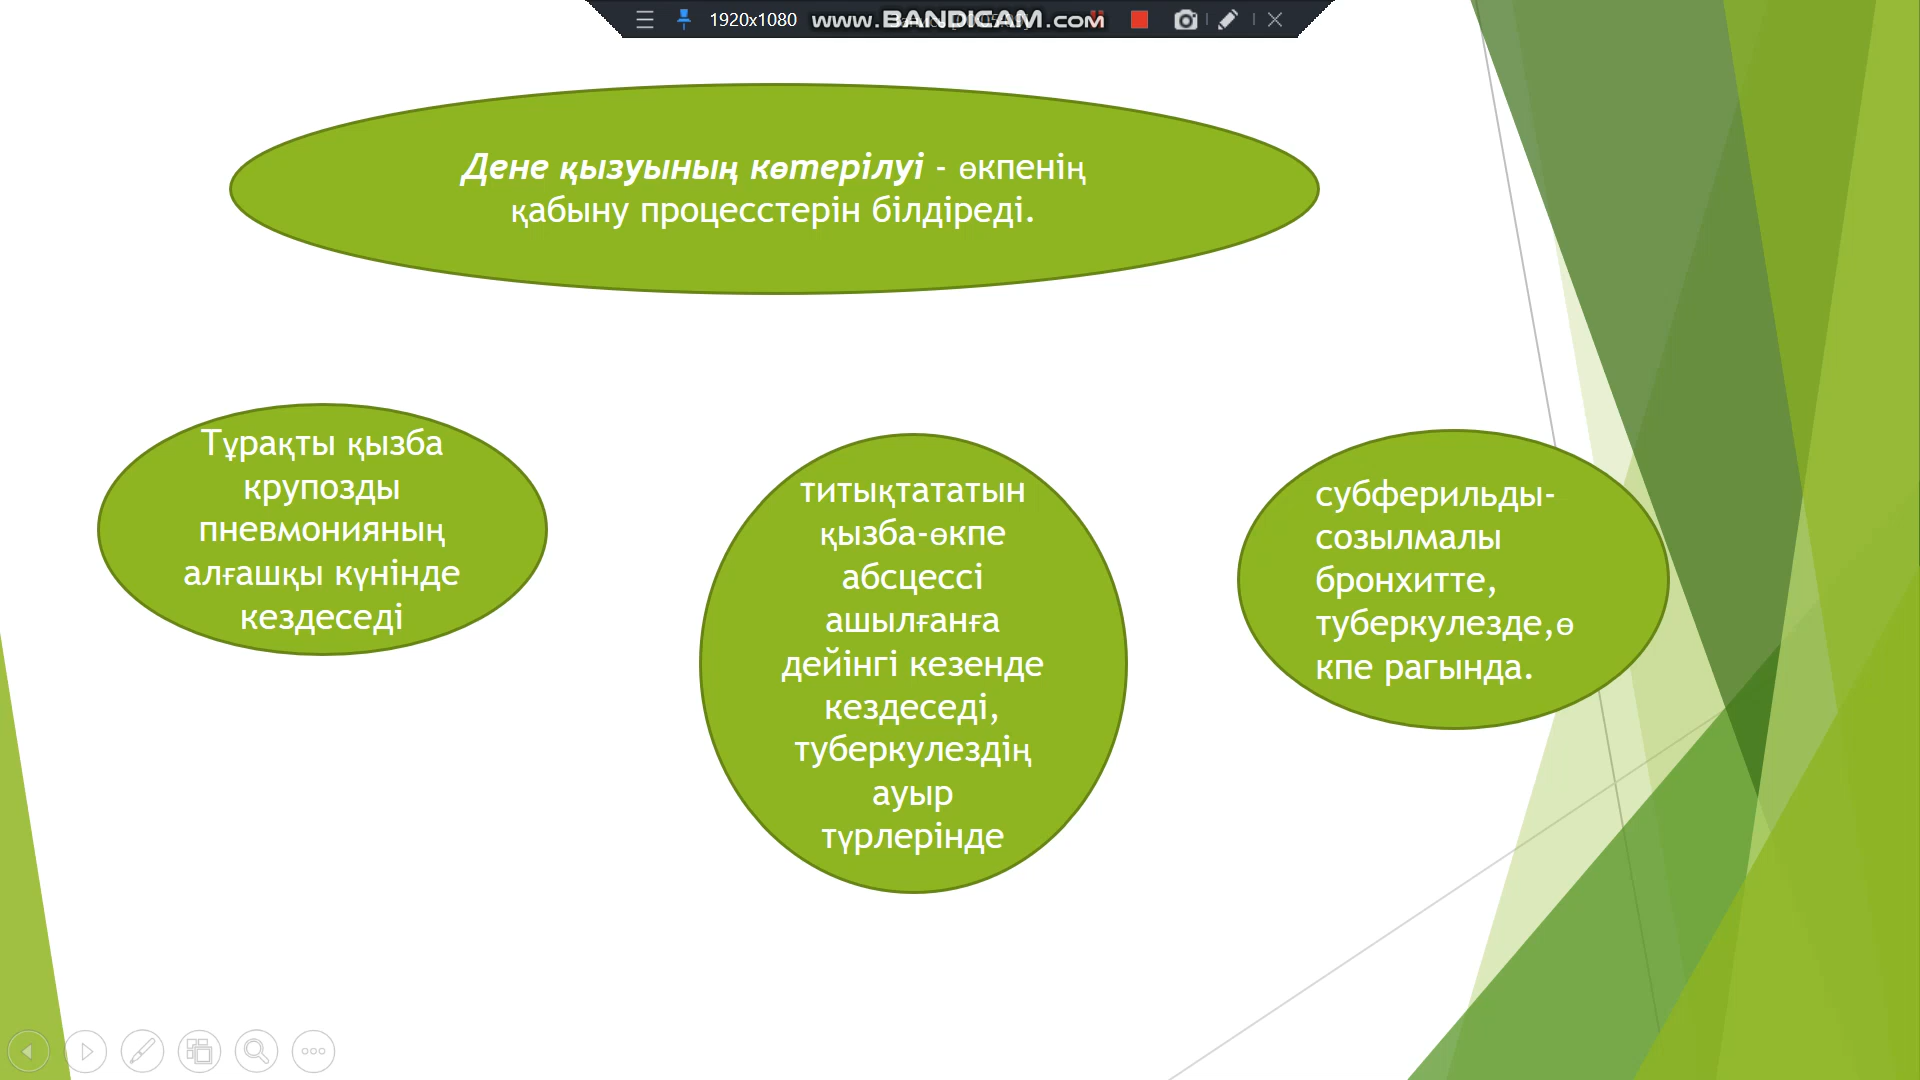 1920x1080 www.BANDICAM.com
Дене қызуының көтерілуі - өкпенің
қабыну процесстерін білдіреді.
Тұрақты қызба
крупозды
пневмонияның
алғашқы күнінде
кездеседі
титықтататын
қызба-өкпе
абсцессі
ашылғанға
дейінгі кезенде
кездеседі,
туберкулездің
ауыр
түрлерінде
субферильды-
созылмалы
бронхитте,
туберкулезде,ө
кпе рагында.